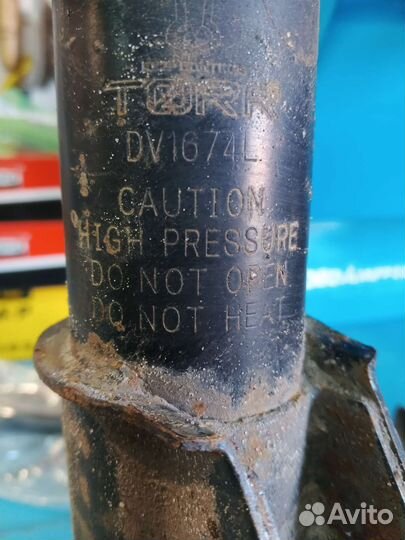 TORR
DV1674L
CAUTION
HIGH PRESSURE
DO NOT OPEN
DO NOT HEAT
Avito